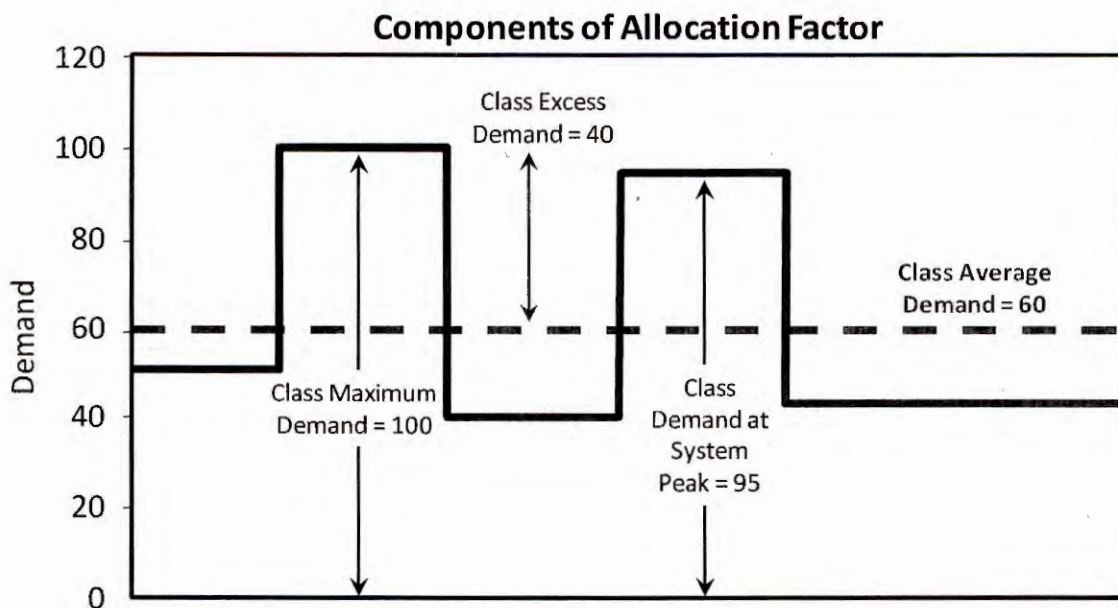 Components of Allocation Factor
120
100
80
60
40
20
0
Demand
Class Excess
Demand = 40
Class Average
Demand = 60
Class Maximum
Demand = 100
Class
Demand at
System
Peak = 95